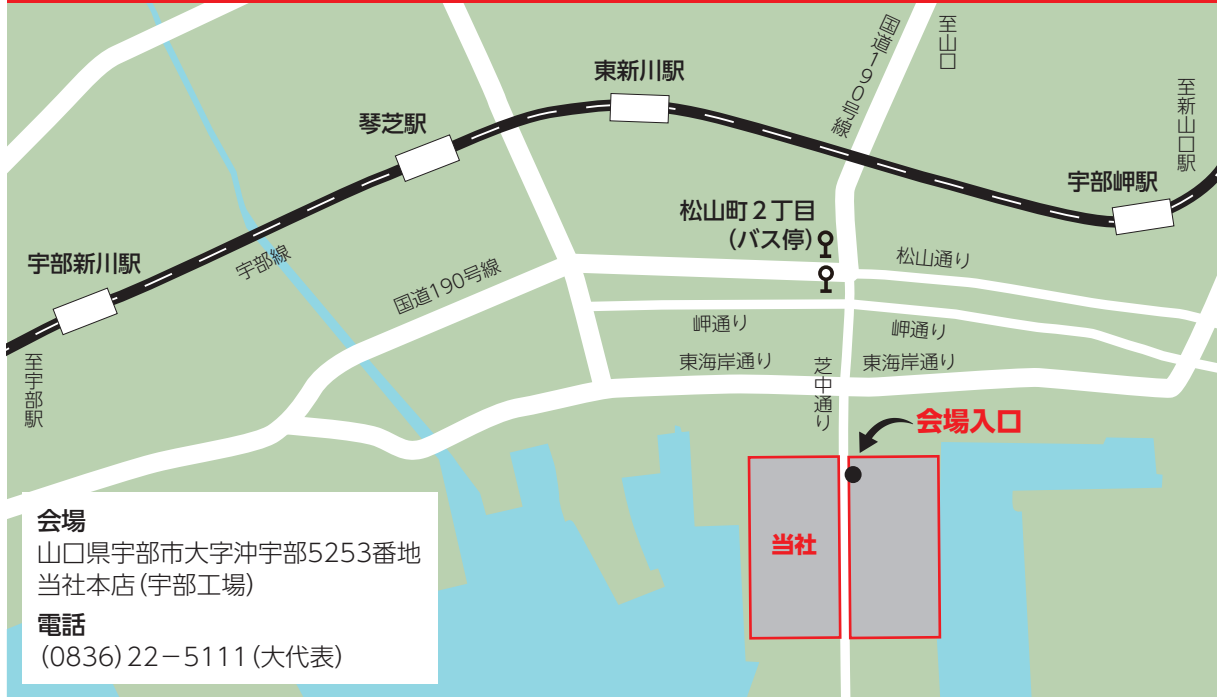 国道190号線
至山口
東新川駅
至新山口駅
琴芝駅
宇部岬駅
松山町2丁目
(バス停)
宇部新川駅
宇部線
国道190号線
松山通り
岬通り
岬通り
至宇部駅
東海岸通り
芝中通り
東海岸通り
会場入口
当社
会場
山口県宇部市大字沖宇部5253番地
当社本店(宇部工場)
電話
(0836)22−5111(大代表)